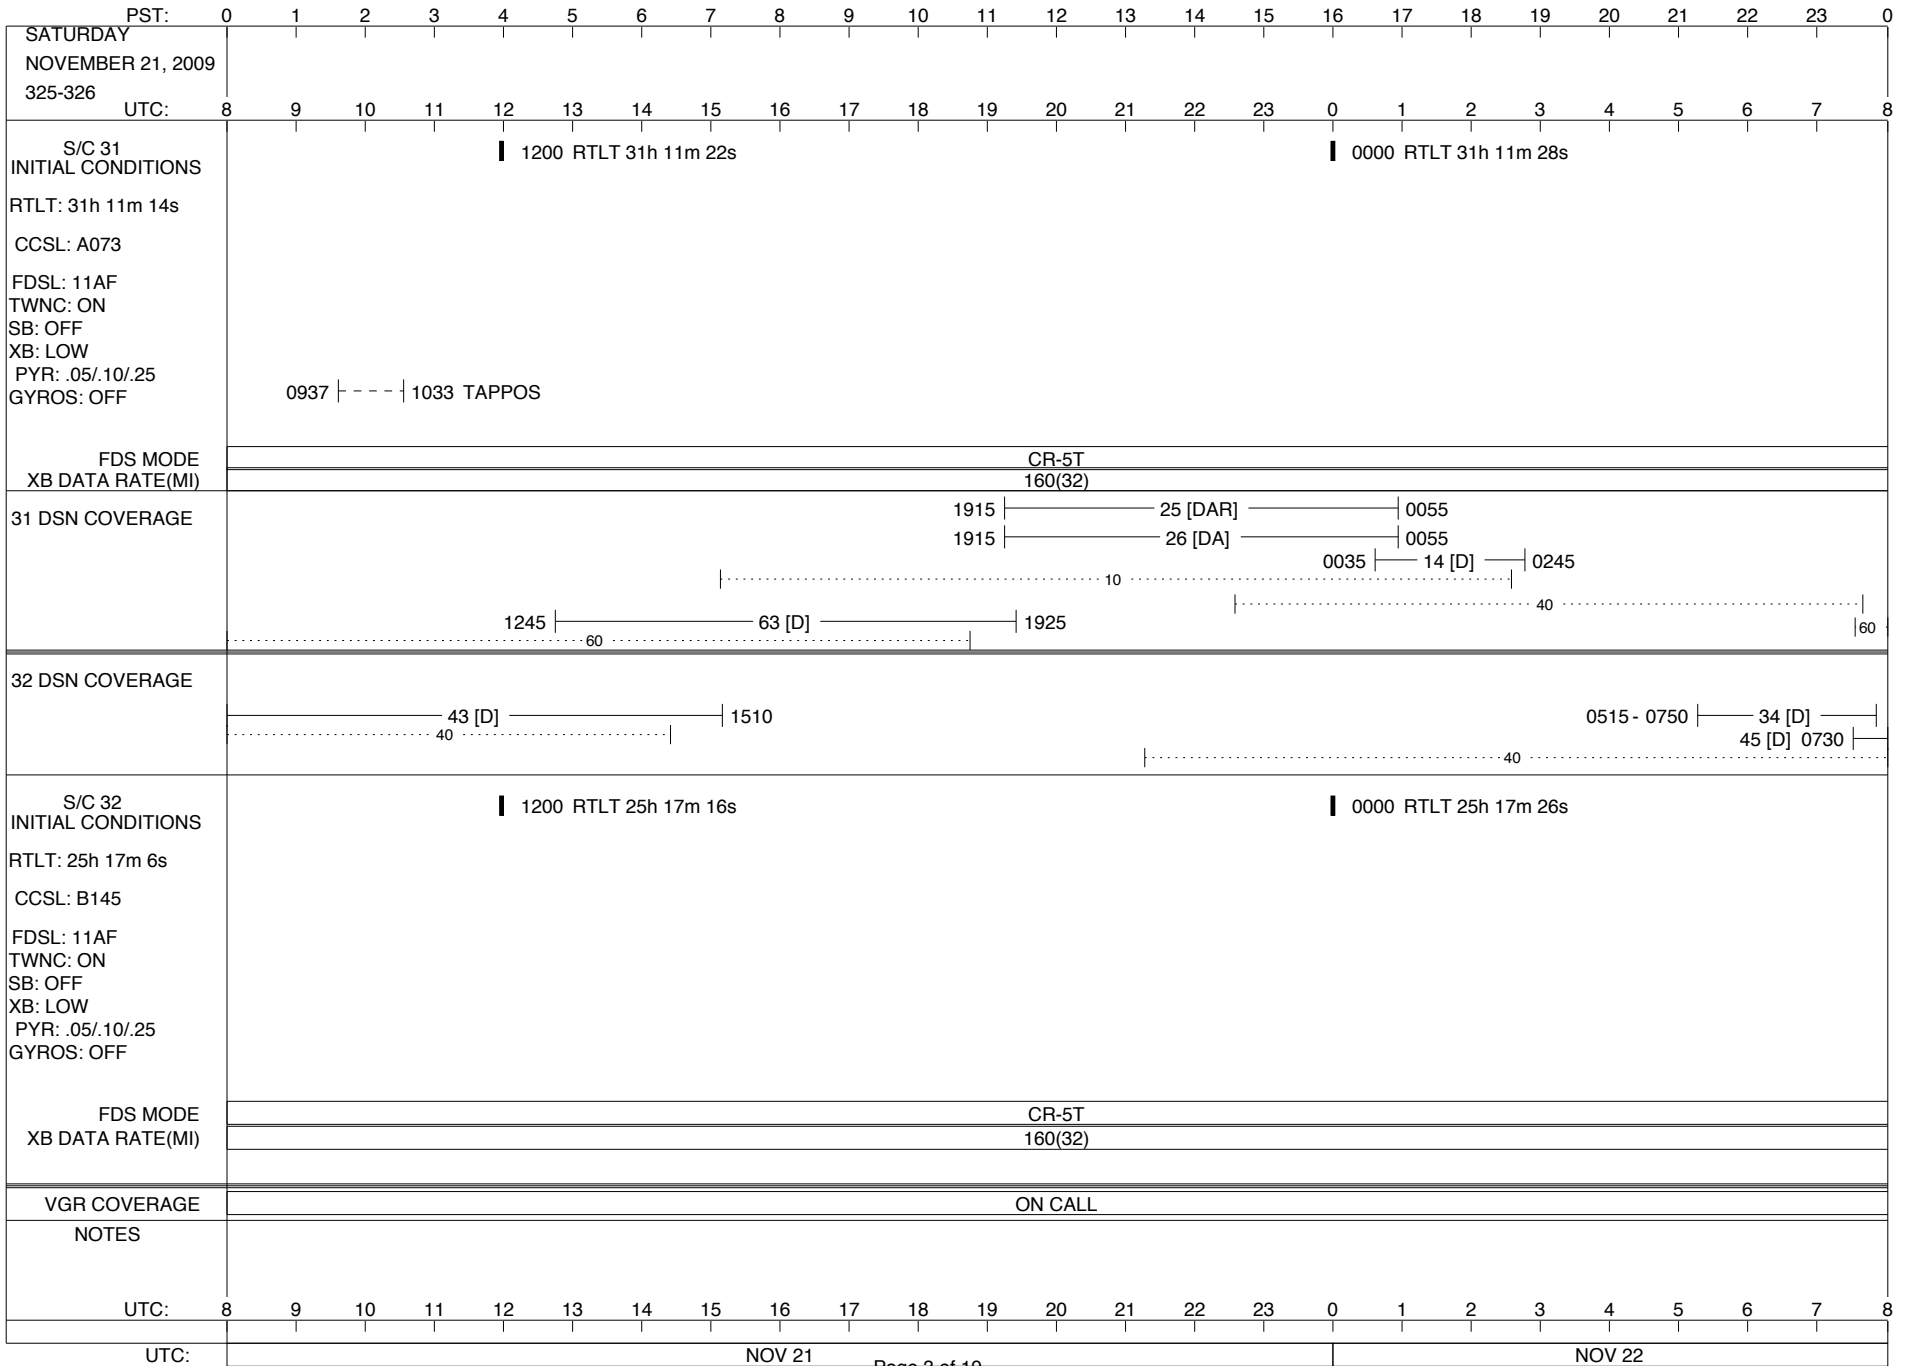 PST: 0 1 2 3 4 5 6 7 8 9 10 11 12 13 14 15 16 17 18 19 20 21 22 23 0
SATURDAY
NOVEMBER 21, 2009
325-326
UTC: 8 9 10 11 12 13 14 15 16 17 18 19 20 21 22 23 0 1 2 3 4 5 6 7 8
S/C 31
INITIAL CONDITIONS
1200 RTLT 31h 11m 22s
0000 RTLT 31h 11m 28s
RTLT: 31h 11m 14s
CCSL: A073
FDSL: 11AF
TWNC: ON
SB: OFF
XB: LOW
PYR: .05/.10/.25
GYROS: OFF
0937 1033 TAPPOS
FDS MODE CR-5T
XB DATA RATE(MI) 160(32)
31 DSN COVERAGE
1915 25 [DAR] 0055
1915 26 [DA] 0055
0035 14 [D] 0245
10
40
1245 63 [D] 1925
60
60
32 DSN COVERAGE
43 [D] 1510
0515 - 0750 34 [D]
40
45 [D] 0730
40
S/C 32
INITIAL CONDITIONS
1200 RTLT 25h 17m 16s
0000 RTLT 25h 17m 26s
RTLT: 25h 17m 6s
CCSL: B145
FDSL: 11AF
TWNC: ON
SB: OFF
XB: LOW
PYR: .05/.10/.25
GYROS: OFF
FDS MODE CR-5T
XB DATA RATE(MI) 160(32)
VGR COVERAGE ON CALL
NOTES
UTC: 8 9 10 11 12 13 14 15 16 17 18 19 20 21 22 23 0 1 2 3 4 5 6 7 8
UTC: NOV 21 NOV 22